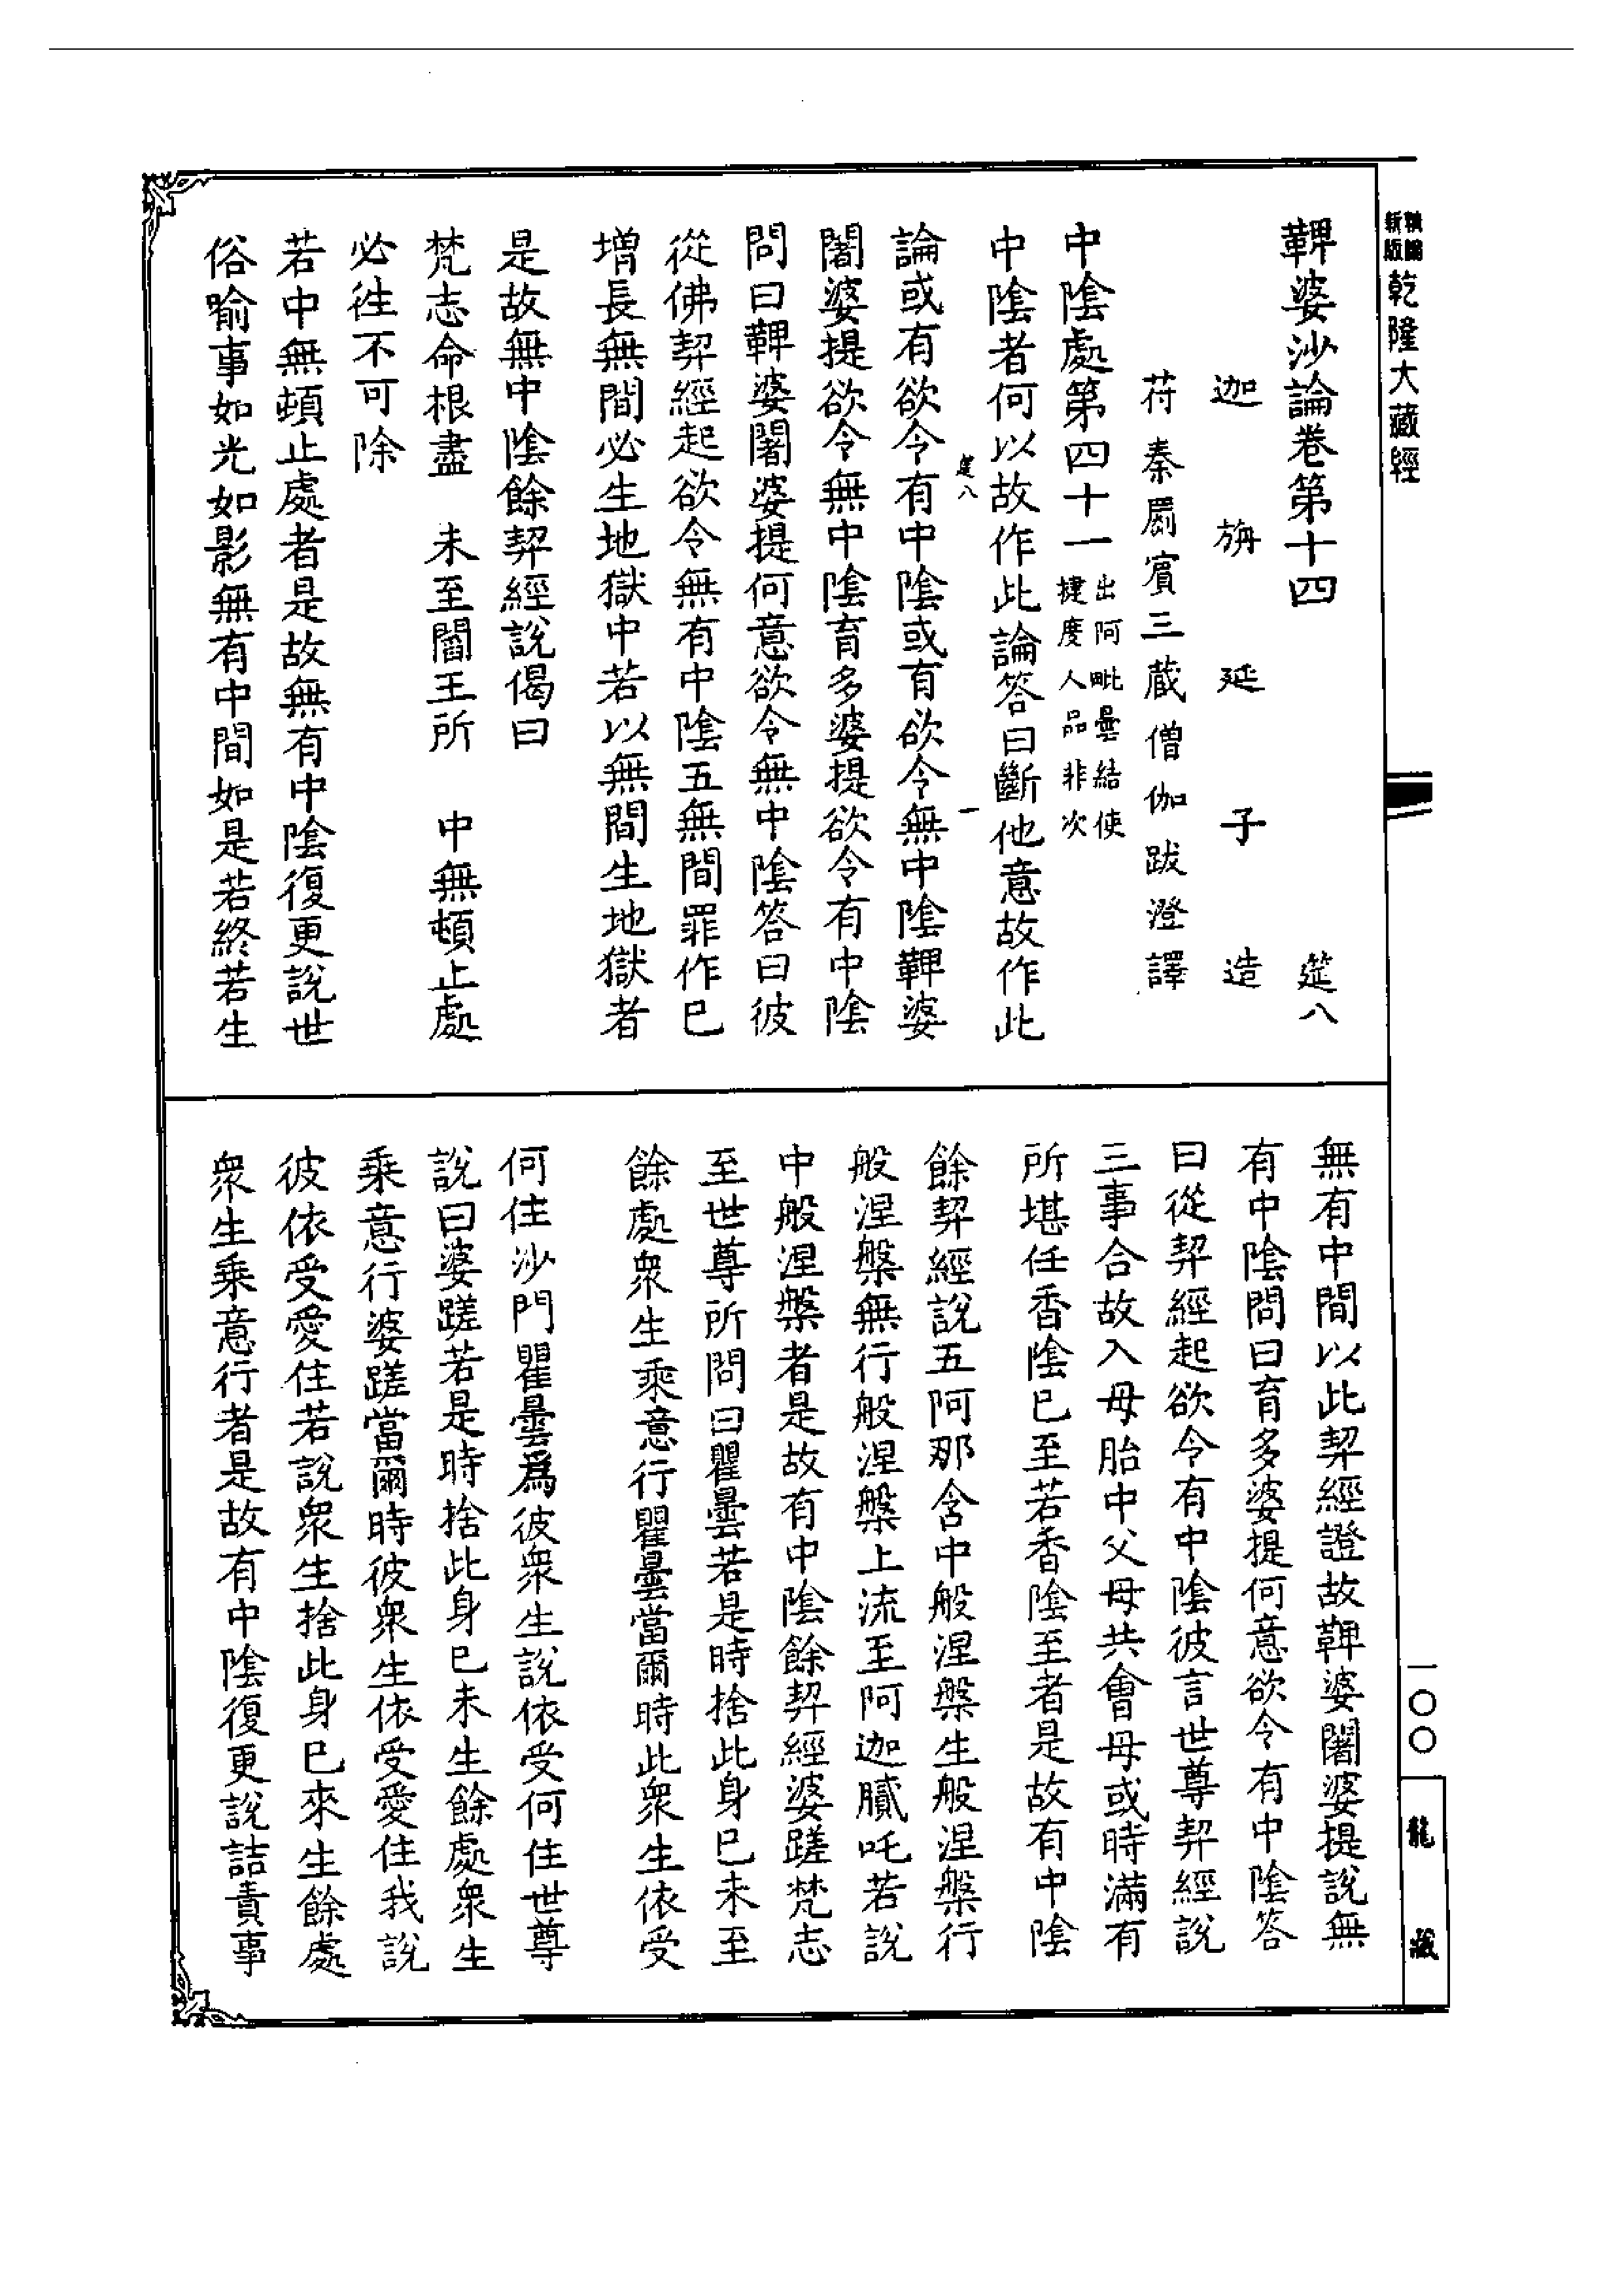 新編
新版
乾隆大藏經
鞞婆沙論卷第十四 筵八
迦旃延子造
苻秦罽賓三藏僧伽跋澄譯
中陰處第四十一
出阿毗曇結使
揵度人品非次
中陰者何以故作此論答曰斷他意故作此
筵八 一
論或有欲令有中陰或有欲令無中陰鞞婆
闍婆提欲令無中陰育多婆提欲令有中陰
問曰鞞婆闍婆提何意欲令無中陰答曰彼
從佛契經起欲令無有中陰五無間罪作已
增長無間必生地獄中若以無間生地獄者
是故無中陰餘契經說偈曰
梵志命根盡 未至閻王所 中無頓止處
必往不可除
若中無頓止處者是故無有中陰復更說世
俗喻事如光如影無有中間如是若終若生
無有中間以此契經證故鞞婆闍婆提說無
有中陰問曰育多婆提何意欲令有中陰答
曰從契經起欲令有中陰彼言世尊契經說
三事合故入母胎中父母共會母或時滿有
所堪任香陰已至若香陰至者是故有中陰
餘契經說五阿那含中般涅槃生般涅槃行
般涅槃無行般涅槃上流至阿迦膩吒若說
中般涅槃者是故有中陰餘契經婆蹉梵志
至世尊所問曰瞿曇若是時捨此身已未至
餘處衆生乘意行瞿曇當爾時此衆生依受
何住沙門瞿曇爲彼衆生說依受何住世尊
說曰婆蹉若是時捨此身已未生餘處衆生
乘意行婆蹉當爾時彼衆生依受愛住我說
彼依受愛住若說衆生捨此身已來生餘處
衆生乘意行者是故有中陰復更說詰責事
一〇〇
龍藏